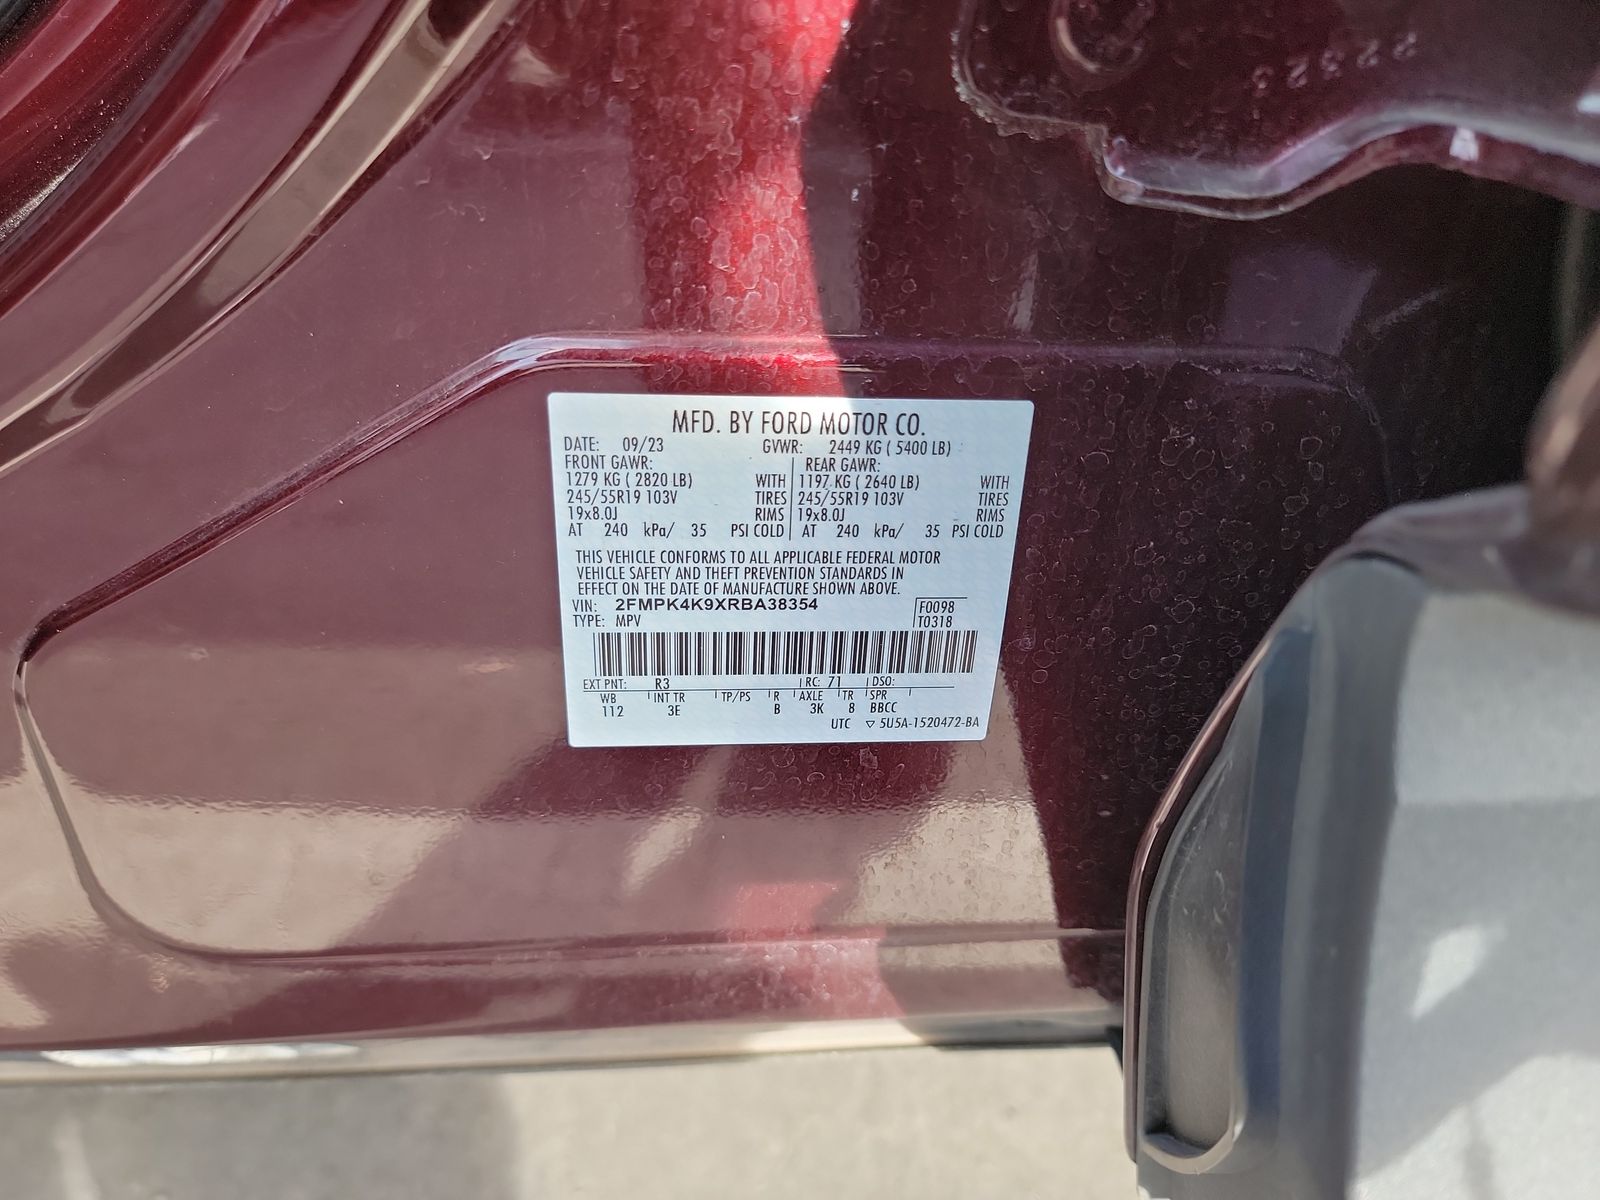 22323
MFD. BY FORD MOTOR CO.
DATE: 09/23 GVWR: 2449 KG ( 5400 LB)
FRONT GAWR: REAR GAWR:
1279 KG ( 2820 LB) WITH 1197 KG ( 2640 LB) WITH
245/55R19 103V TIRES 245/55R19 103V TIRES
19x8.0J RIMS 19x8.0J RIMS
AT 240 kPa/ 35 PSI COLD AT 240 kPa/ 35 PSI COLD
THIS VEHICLE CONFORMS TO ALL APPLICABLE FEDERAL MOTOR
VEHICLE SAFETY AND THEFT PREVENTION STANDARDS IN
EFFECT ON THE DATE OF MANUFACTURE SHOWN ABOVE.
VIN: 2FMPK4K9XRBA38354 F0098
TYPE: MPV T0318
EXT PNT: R3 RC: 71 DSO:
WB INT TR TP/PS R AXLE TR SPR
112 3E B 3K 8 BBCC
UTC ▽ 5U5A-1520472-BA